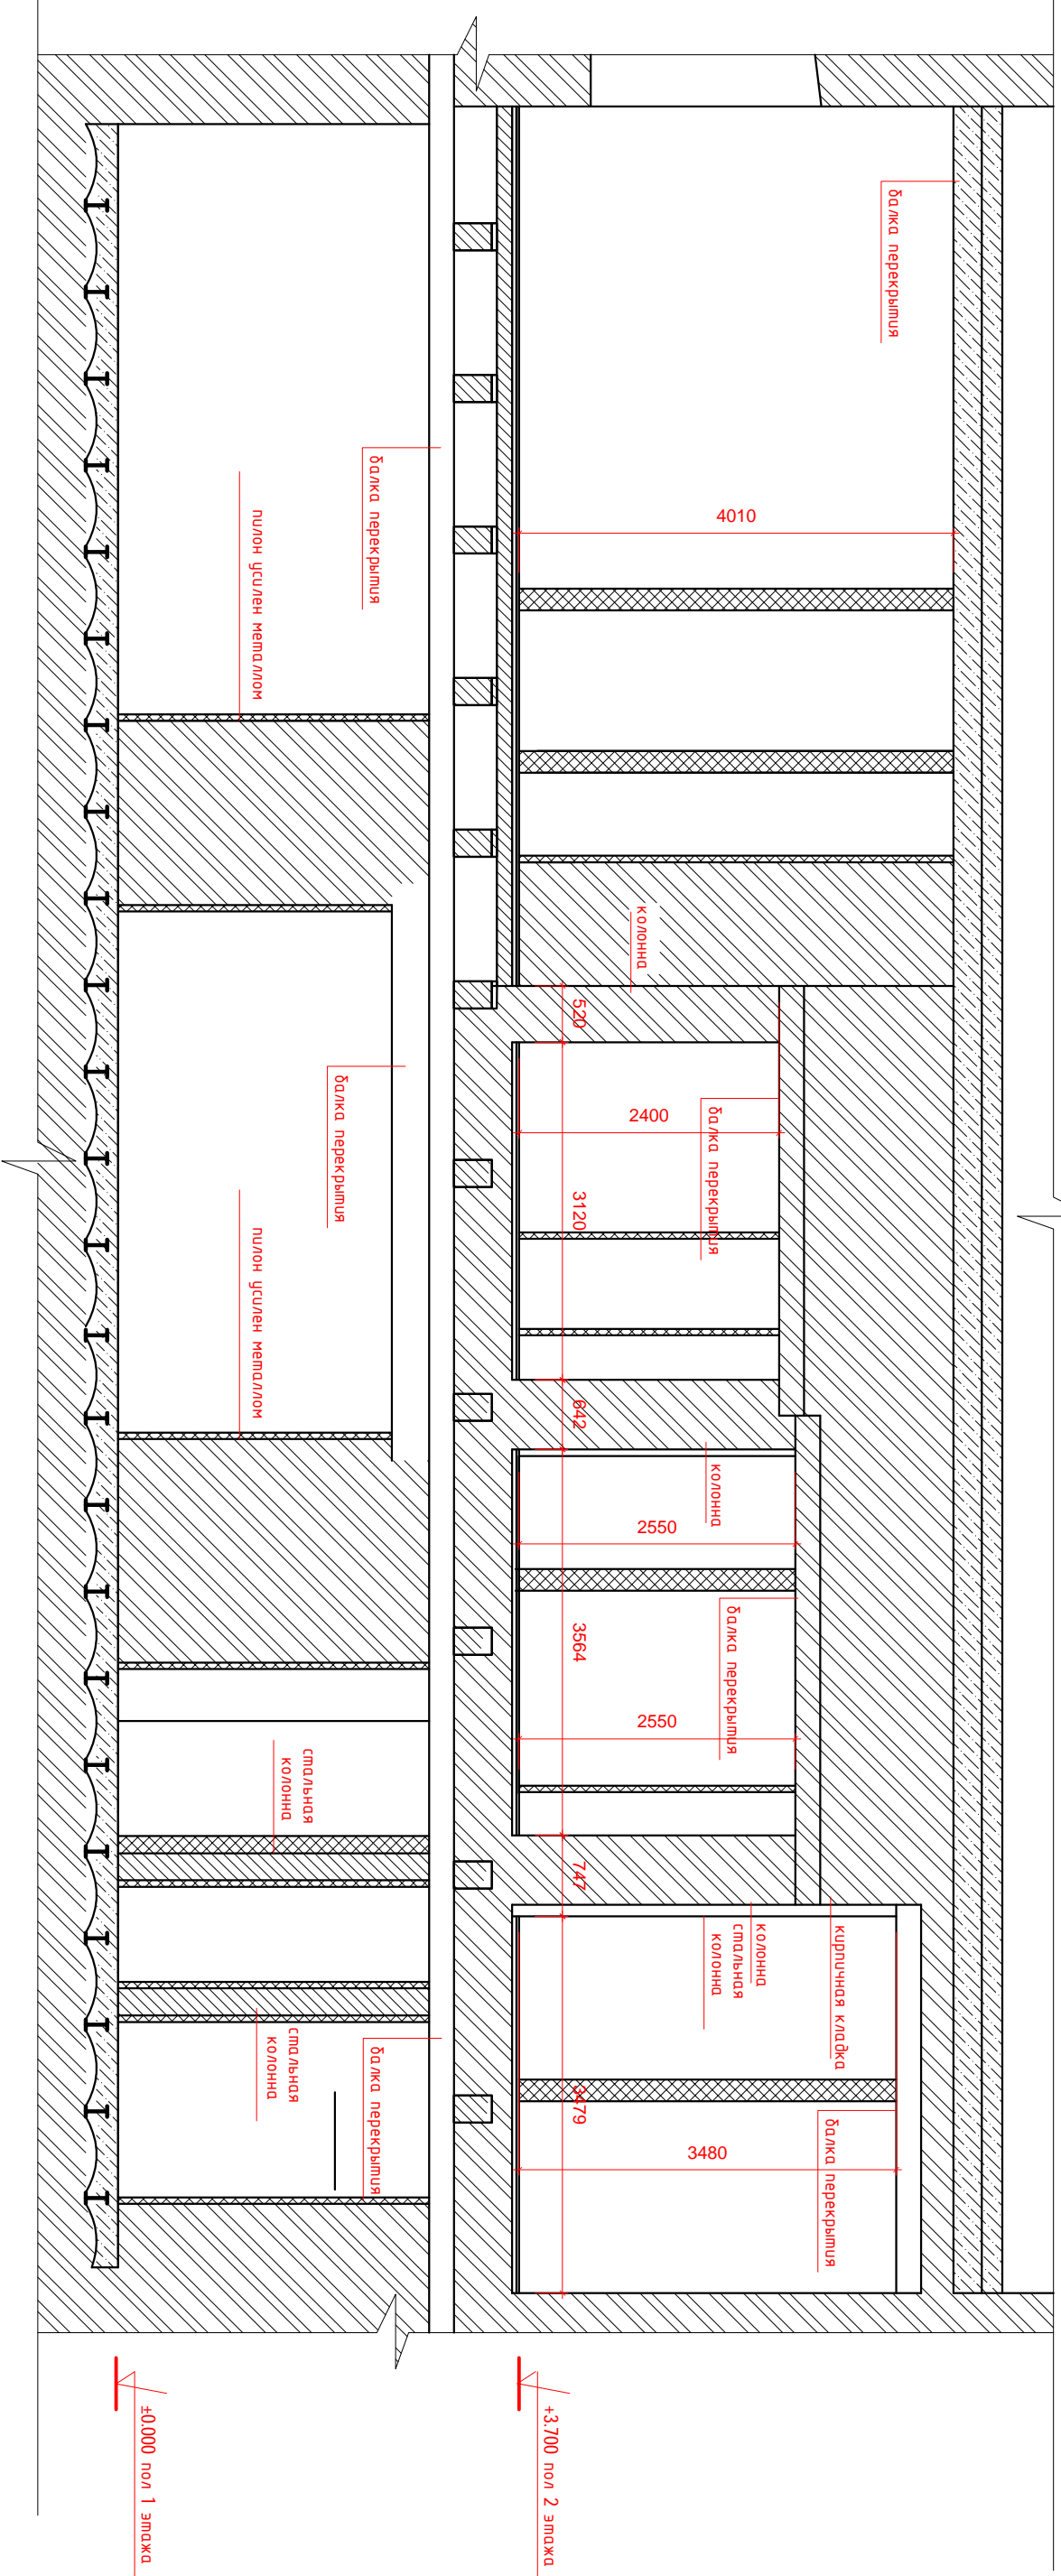 балка перекрытия
4010
колонна
520
2400
3120
балка перекрытия
642
колонна
2550
3564
балка перекрытия
2550
747
кирпичная кладка
колонна
стальная
колонна
3479
3480
балка перекрытия
+3.700 пол 2 этажа
балка перекрытия
пилон усилен металлом
балка перекрытия
пилон усилен металлом
стальная
колонна
стальная
колонна
балка перекрытия
±0.000 пол 1 этажа